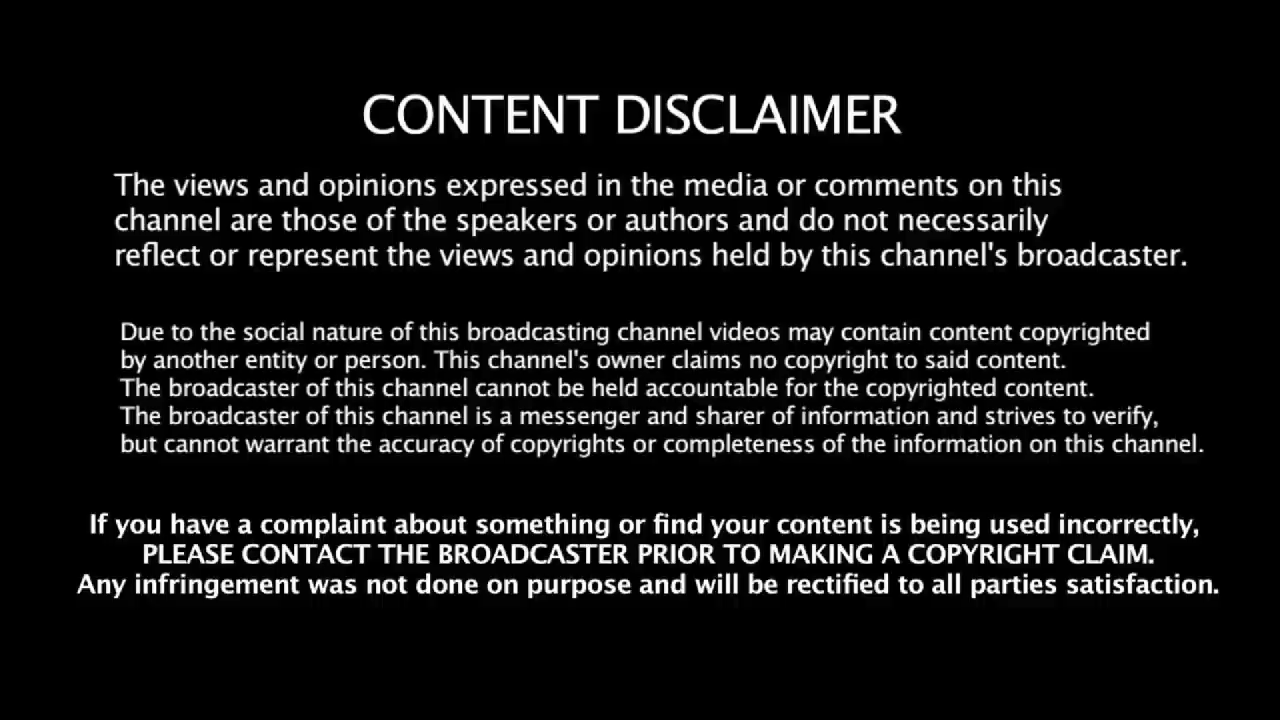 CONTENT DISCLAIMER
The views and opinions expressed in the media or comments on this
channel are those of the speakers or authors and do not necessarily
reflect or represent the views and opinions held by this channel's broadcaster.
Due to the social nature of this broadcasting channel videos may contain content copyrighted
by another entity or person. This channel's owner claims no copyright to said content.
The broadcaster of this channel cannot be held accountable for the copyrighted content.
The broadcaster of this channel is a messenger and sharer of information and strives to verify,
but cannot warrant the accuracy of copyrights or completeness of the information on this channel.
If you have a complaint about something or find your content is being used incorrectly,
PLEASE CONTACT THE BROADCASTER PRIOR TO MAKING A COPYRIGHT CLAIM.
Any infringement was not done on purpose and will be rectified to all parties satisfaction.